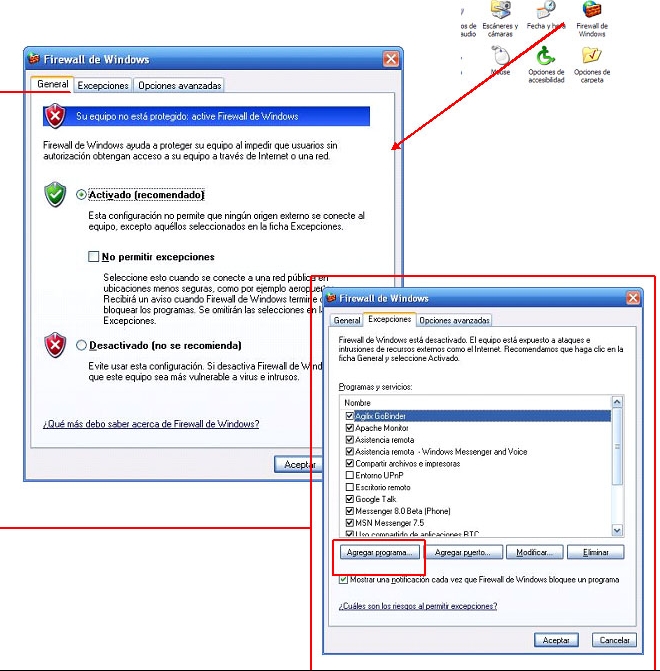 os de
audio
Escáneres y
cámaras
Fecha y hora
Firewall de
Windows
Mouse
Opciones de
accesibilidad
Opciones de
carpeta
Firewall de Windows
General
Excepciones
Opciones avanzadas
Su equipo no está protegido: active Firewall de Windows
Firewall de Windows ayuda a proteger su equipo al impedir que usuarios sin
autorización obtengan acceso a su equipo a través de Internet o una red.
Activado (recomendado)
Esta configuración no permite que ningún origen externo se conecte al
equipo, excepto aquéllos seleccionados en la ficha Excepciones.
No permitir excepciones
Seleccione esto cuando se conecte a una red pública en
ubicaciones menos seguras, como por ejemplo aeropue
Recibirá un aviso cuando Firewall de Windows termine
bloquear los programas. Se omitirán las selecciones en l
Excepciones.
Desactivado (no se recomienda)
Evite usar esta configuración. Si desactiva Firewall de Wind
que este equipo sea más vulnerable a virus e intrusos.
¿Qué más debo saber acerca de Firewall de Windows?
Aceptar
Firewall de Windows
General
Excepciones
Opciones avanzadas
Firewall de Windows está desactivado. El equipo está expuesto a ataques e
intrusiones de recursos externos como el Internet. Recomendamos que haga clic en la
ficha General y seleccione Activado.
Programas y servicios:
Nombre
Agilix GoBinder
Apache Monitor
Asistencia remota
Asistencia remota - Windows Messenger and Voice
Compartir archivos e impresoras
Entorno UPnP
Escritorio remoto
Google Talk
Messenger 8.0 Beta (Phone)
MSN Messenger 7.5
Uso compartido de aplicaciones RTC
Agregar programa...
Agregar puerto...
Modificar...
Eliminar
Mostrar una notificación cada vez que Firewall de Windows bloquee un programa
¿Cuáles son los riesgos al permitir excepciones?
Aceptar
Cancelar